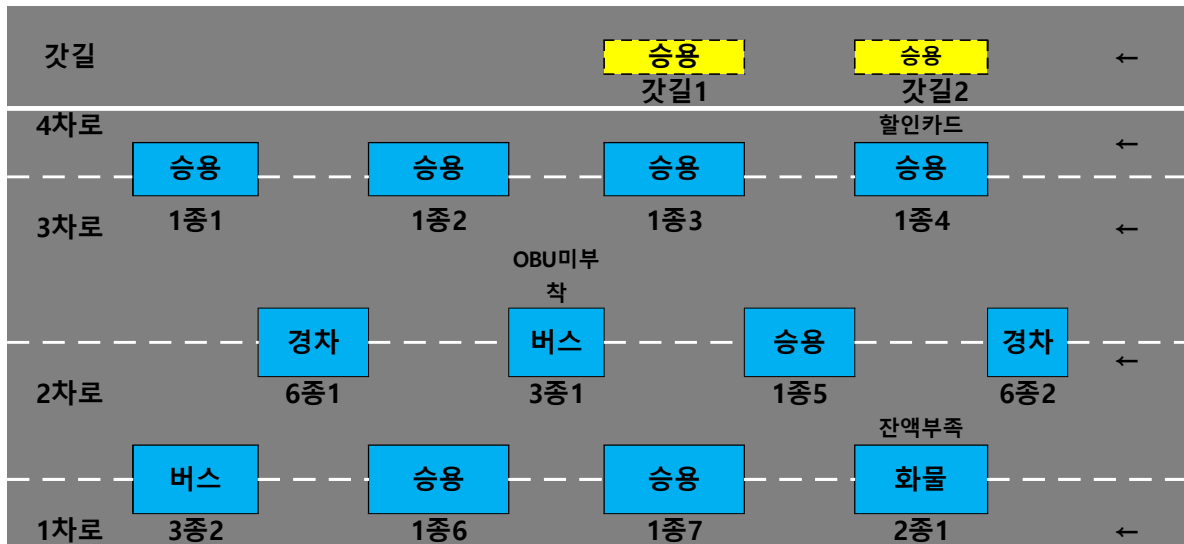 갓길
승용
승용
←
갓길1
갓길2
4차로
할인카드
←
승용
승용
승용
승용
3차로
1종1
1종2
1종3
1종4
←
OBU미부
착
경차
버스
승용
경차
←
2차로
6종1
3종1
1종5
6종2
잔액부족
버스
승용
승용
화물
1차로
3종2
1종6
1종7
2종1
←